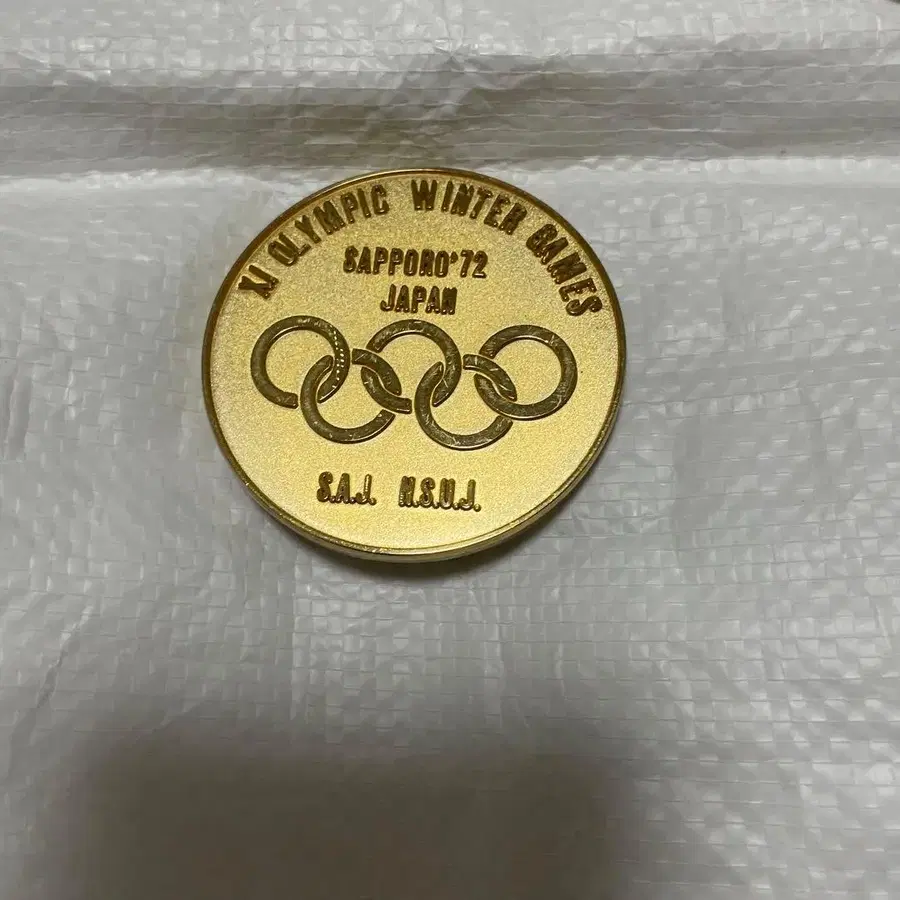 XI OLYMPIC WINTER GAMES
SAPPORO'72
JAPAN
S.A.J. N.S.U.J.